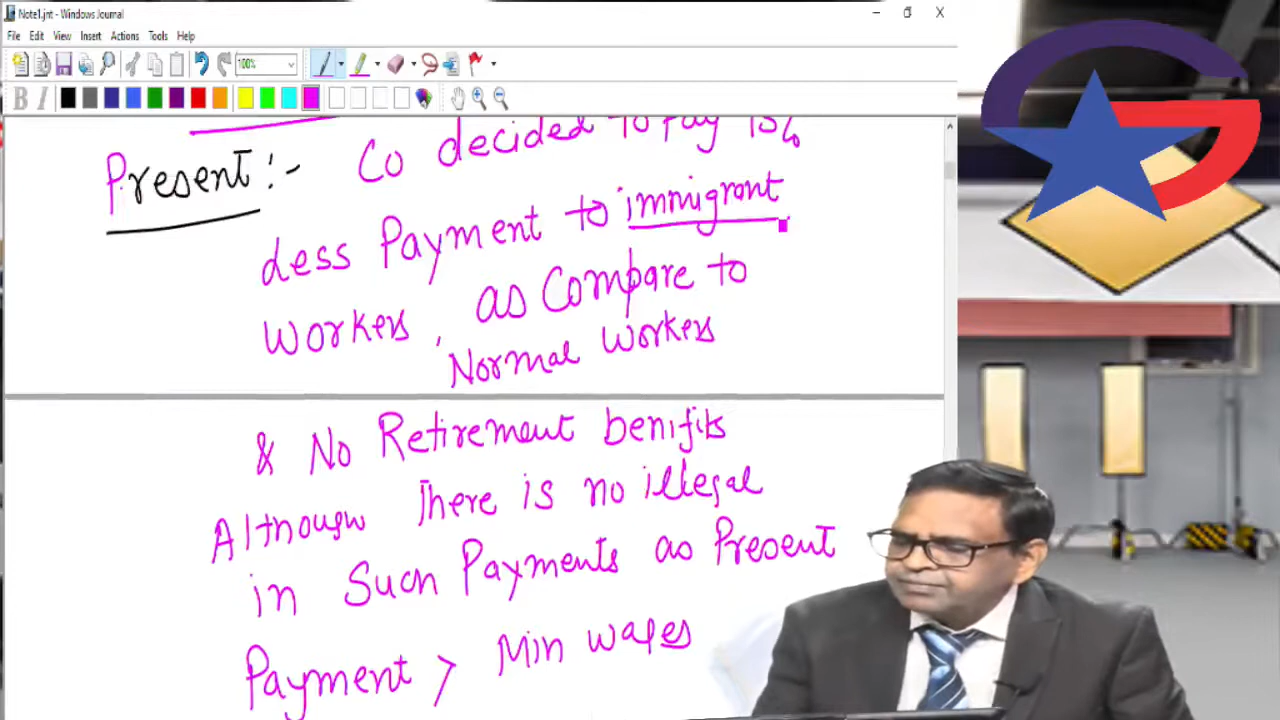 Note1.jnt - Windows Journal
File Edit View Insert Actions Tools Help
100%
B I
Present :- Co decided to Pay 15%
Less Payment to immigrant
Workers, as Compare to
Normal Workers
& No Retirement benifits
Although There is no illegal
in Such Payments as Present
Payment > Min wages